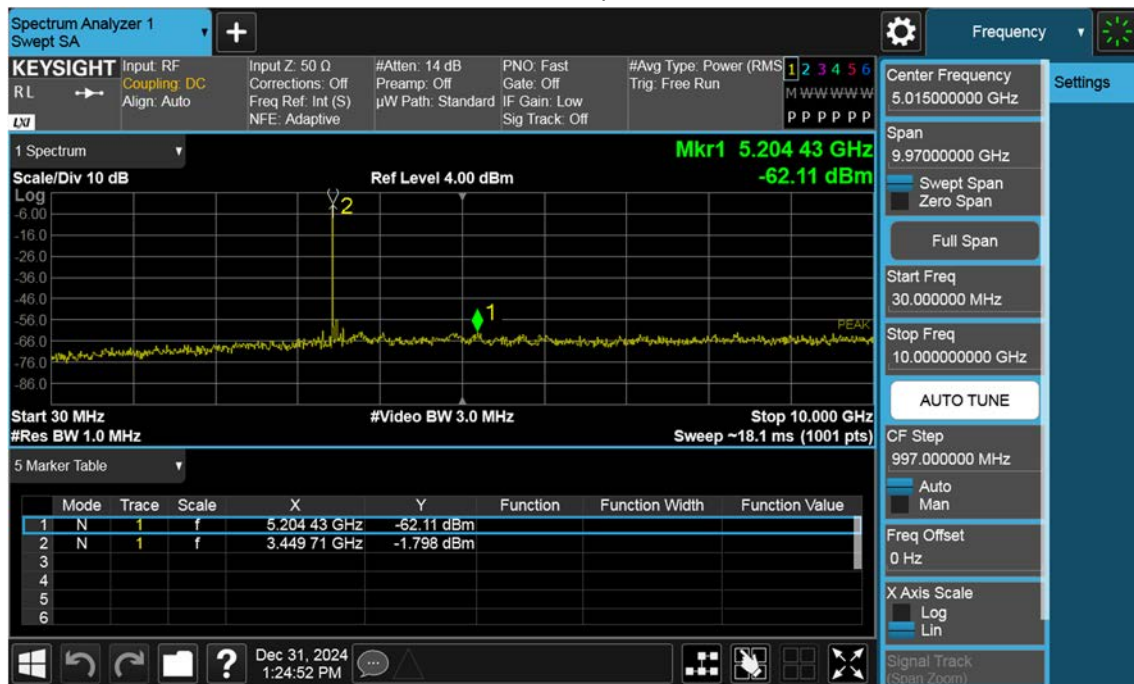 Spectrum Analyzer 1
Swept SA
+
Frequency
KEYSIGHT
RL
LXI
Input: RF
Coupling: DC
Align: Auto
Input Z: 50 Ω
Corrections: Off
Freq Ref: Int (S)
NFE: Adaptive
#Atten: 14 dB
Preamp: Off
µW Path: Standard
PNO: Fast
Gate: Off
IF Gain: Low
Sig Track: Off
#Avg Type: Power (RMS
Trig: Free Run
1 2 3 4 5 6
M W W W W W
P P P P P P
1 Spectrum
Mkr1 5.204 43 GHz
Scale/Div 10 dB
Ref Level 4.00 dBm
-62.11 dBm
Log
-6.00
-16.0
-26.0
-36.0
-46.0
-56.0
-66.0
-76.0
-86.0
2
1
PEAK
Start 30 MHz
#Video BW 3.0 MHz
Stop 10.000 GHz
#Res BW 1.0 MHz
Sweep ~18.1 ms (1001 pts)
5 Marker Table
Mode Trace Scale X Y Function Function Width Function Value
1 N 1 f 5.204 43 GHz -62.11 dBm
2 N 1 f 3.449 71 GHz -1.798 dBm
3
4
5
6
Dec 31, 2024
1:24:52 PM
?
Center Frequency
5.015000000 GHz
Span
9.97000000 GHz
Swept Span
Zero Span
Full Span
Start Freq
30.000000 MHz
Stop Freq
10.000000000 GHz
AUTO TUNE
CF Step
997.000000 MHz
Auto
Man
Freq Offset
0 Hz
X Axis Scale
Log
Lin
Signal Track
(Span Zoom)
Settings